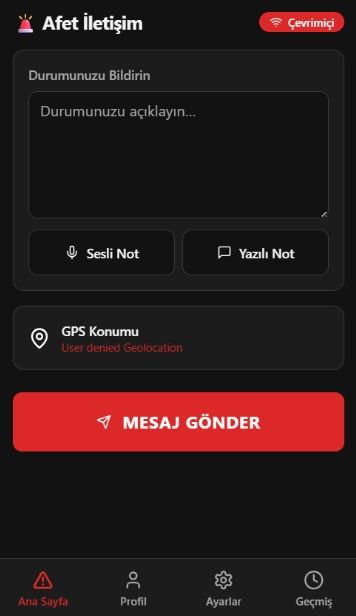 Afet İletişim
Çevrimiçi
Durumunuzu Bildirin
Durumunuzu açıklayın...
Sesli Not
Yazılı Not
GPS Konumu
User denied Geolocation
MESAJ GÖNDER
Ana Sayfa
Profil
Ayarlar
Geçmiş